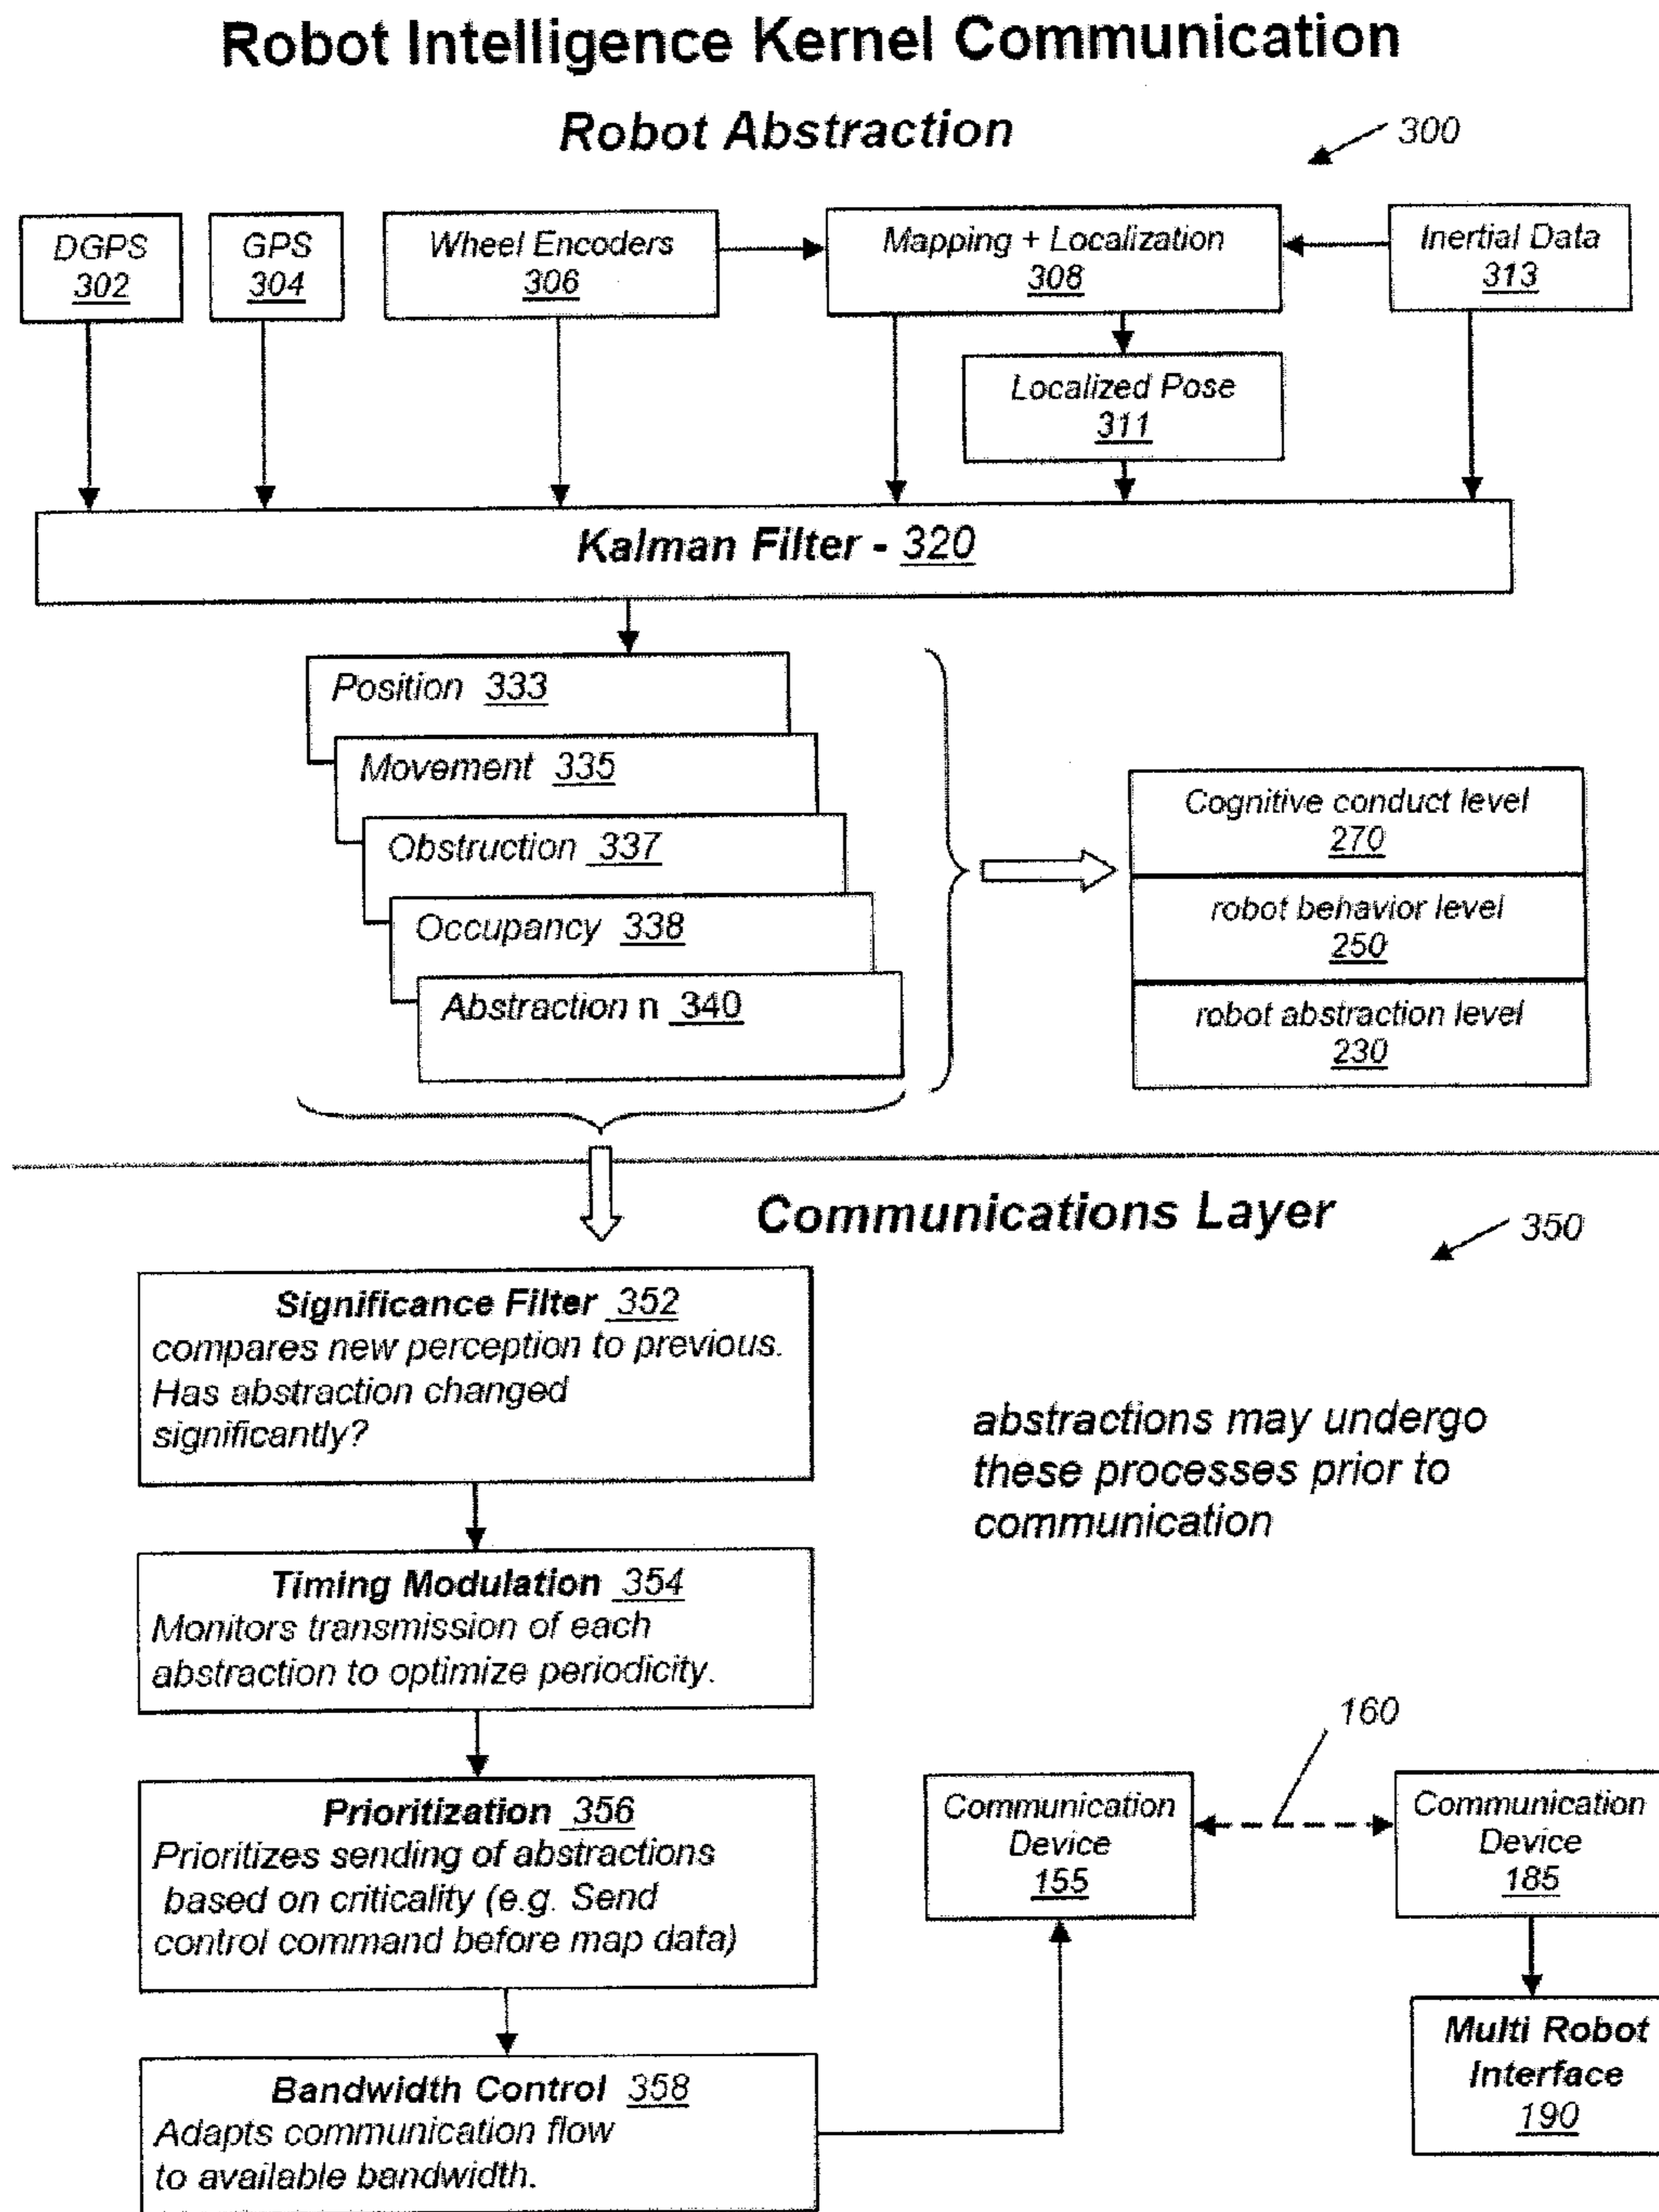 Robot Intelligence Kernel Communication
Robot Abstraction
300
DGPS
302
GPS
304
Wheel Encoders
306
Mapping + Localization
308
Inertial Data
313
Localized Pose
311
Kalman Filter - 320
Position 333
Movement 335
Obstruction 337
Occupancy 338
Abstraction n 340
Cognitive conduct level
270
robot behavior level
250
robot abstraction level
230
Communications Layer
350
Significance Filter 352
compares new perception to previous.
Has abstraction changed
significantly?
abstractions may undergo
these processes prior to
communication
Timing Modulation 354
Monitors transmission of each
abstraction to optimize periodicity.
160
Prioritization 356
Prioritizes sending of abstractions
based on criticality (e.g. Send
control command before map data)
Communication
Device
155
Communication
Device
185
Multi Robot
Interface
190
Bandwidth Control 358
Adapts communication flow
to available bandwidth.